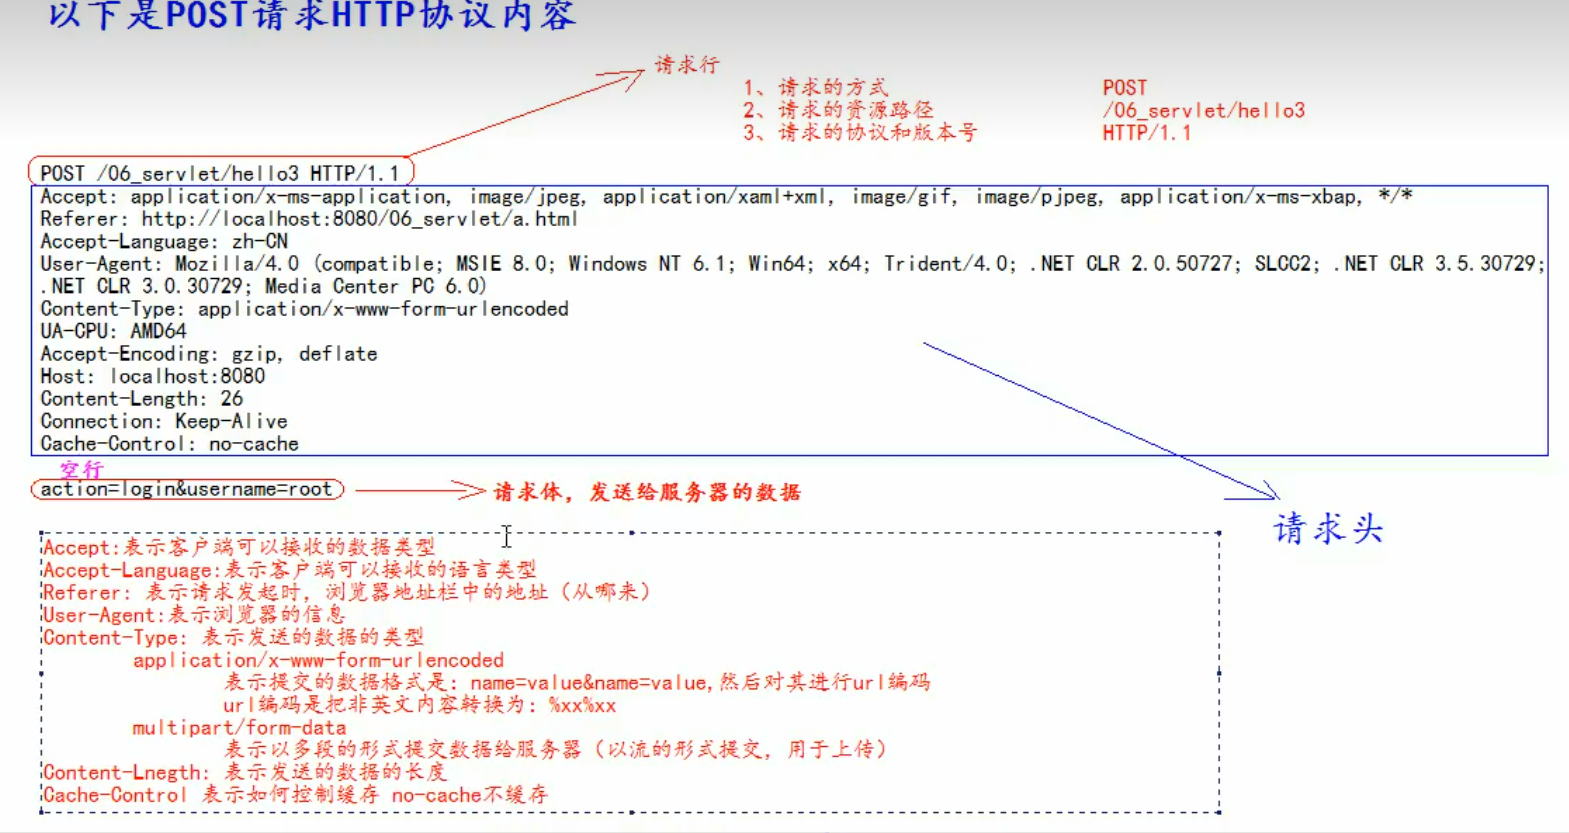 以下是POST请求HTTP协议内容
请求行
1、请求的方式 POST
2、请求的资源路径 /06_servlet/hello3
3、请求的协议和版本号 HTTP/1.1
POST /06_servlet/hello3 HTTP/1.1
Accept: application/x-ms-application, image/jpeg, application/xaml+xml, image/gif, image/pjpeg, application/x-ms-xbap, */*
Referer: http://localhost:8080/06_servlet/a.html
Accept-Language: zh-CN
User-Agent: Mozilla/4.0 (compatible; MSIE 8.0; Windows NT 6.1; Win64; x64; Trident/4.0; .NET CLR 2.0.50727; SLCC2; .NET CLR 3.5.30729;
.NET CLR 3.0.30729; Media Center PC 6.0)
Content-Type: application/x-www-form-urlencoded
UA-CPU: AMD64
Accept-Encoding: gzip, deflate
Host: localhost:8080
Content-Length: 26
Connection: Keep-Alive
Cache-Control: no-cache
空行
action=login&username=root
请求体，发送给服务器的数据
请求头
Accept:表示客户端可以接收的数据类型
Accept-Language:表示客户端可以接收的语言类型
Referer: 表示请求发起时，浏览器地址栏中的地址（从哪来）
User-Agent:表示浏览器的信息
Content-Type: 表示发送的数据的类型
application/x-www-form-urlencoded
表示提交的数据格式是: name=value&name=value,然后对其进行url编码
url编码是把非英文内容转换为: %xx%xx
multipart/form-data
表示以多段的形式提交数据给服务器（以流的形式提交，用于上传）
Content-Lnegth: 表示发送的数据的长度
Cache-Control 表示如何控制缓存 no-cache不缓存